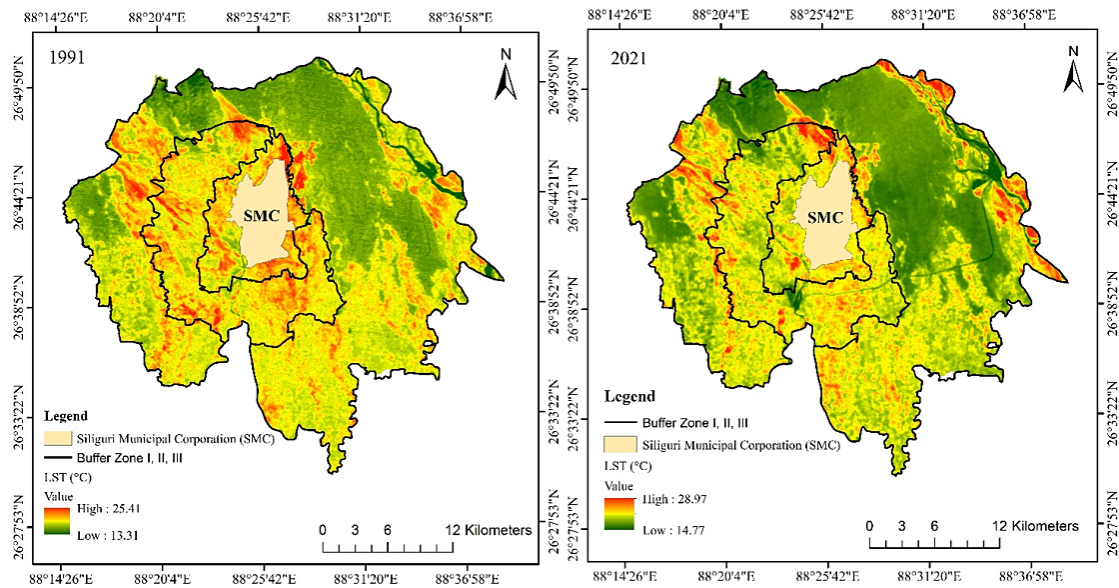 88°14'26"E 88°20'4"E 88°25'42"E 88°31'20"E 88°36'58"E
1991
N
26°49'50"N 26°49'50"N
26°44'21"N 26°44'21"N
SMC
26°38'52"N 26°38'52"N
26°33'22"N 26°33'22"N
26°27'53"N 26°27'53"N
Legend
Siliguri Municipal Corporation (SMC)
Buffer Zone I, II, III
LST (°C)
Value
High : 25.41
Low : 13.31
0 3 6 12 Kilometers
88°14'26"E 88°20'4"E 88°25'42"E 88°31'20"E 88°36'58"E
88°14'26"E 88°20'4"E 88°25'42"E 88°31'20"E 88°36'58"E
2021
N
26°49'50"N 26°49'50"N
26°44'21"N 26°44'21"N
SMC
26°38'52"N 26°38'52"N
26°33'22"N 26°33'22"N
26°27'53"N 26°27'53"N
Legend
Buffer Zone I, II, III
Siliguri Municipal Corporation (SMC)
LST (°C)
Value
High : 28.97
Low : 14.77
0 3 6 12 Kilometers
88°14'26"E 88°20'4"E 88°25'42"E 88°31'20"E 88°36'58"E